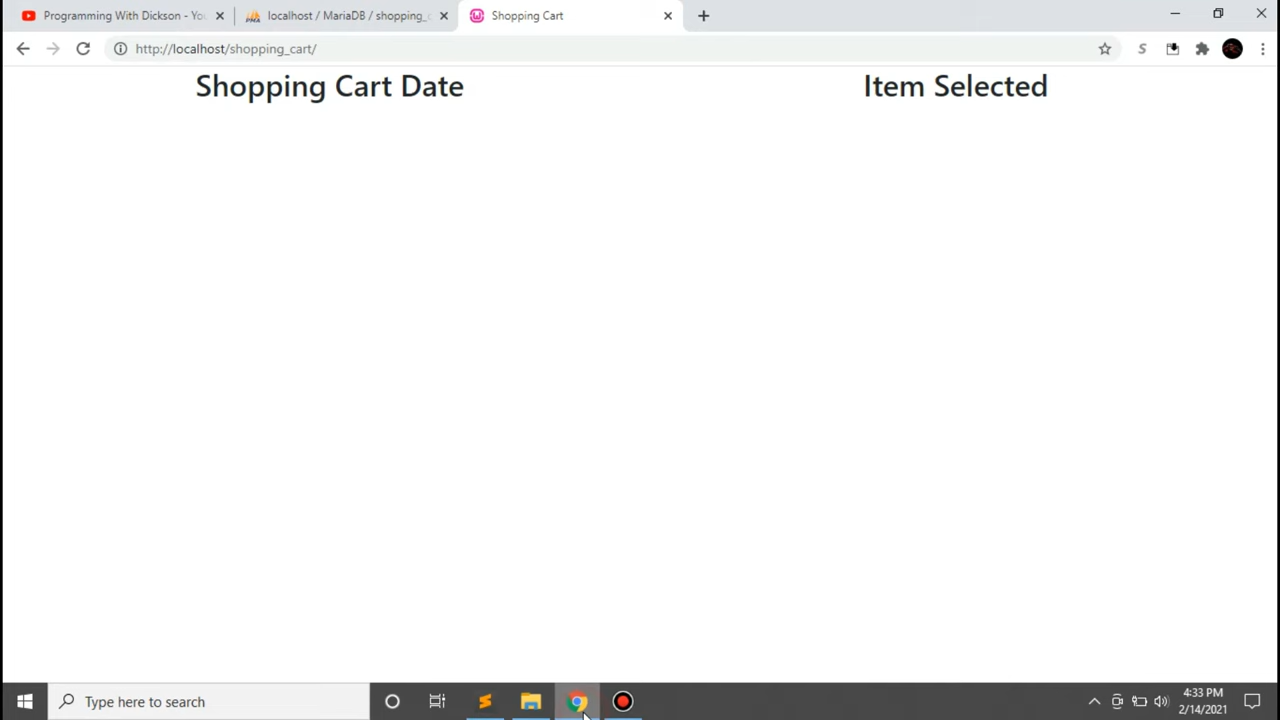 Programming With Dickson - Yo
localhost / MariaDB / shopping_
Shopping Cart
http://localhost/shopping_cart/
Shopping Cart Date
Item Selected
Type here to search
4:33 PM
2/14/2021